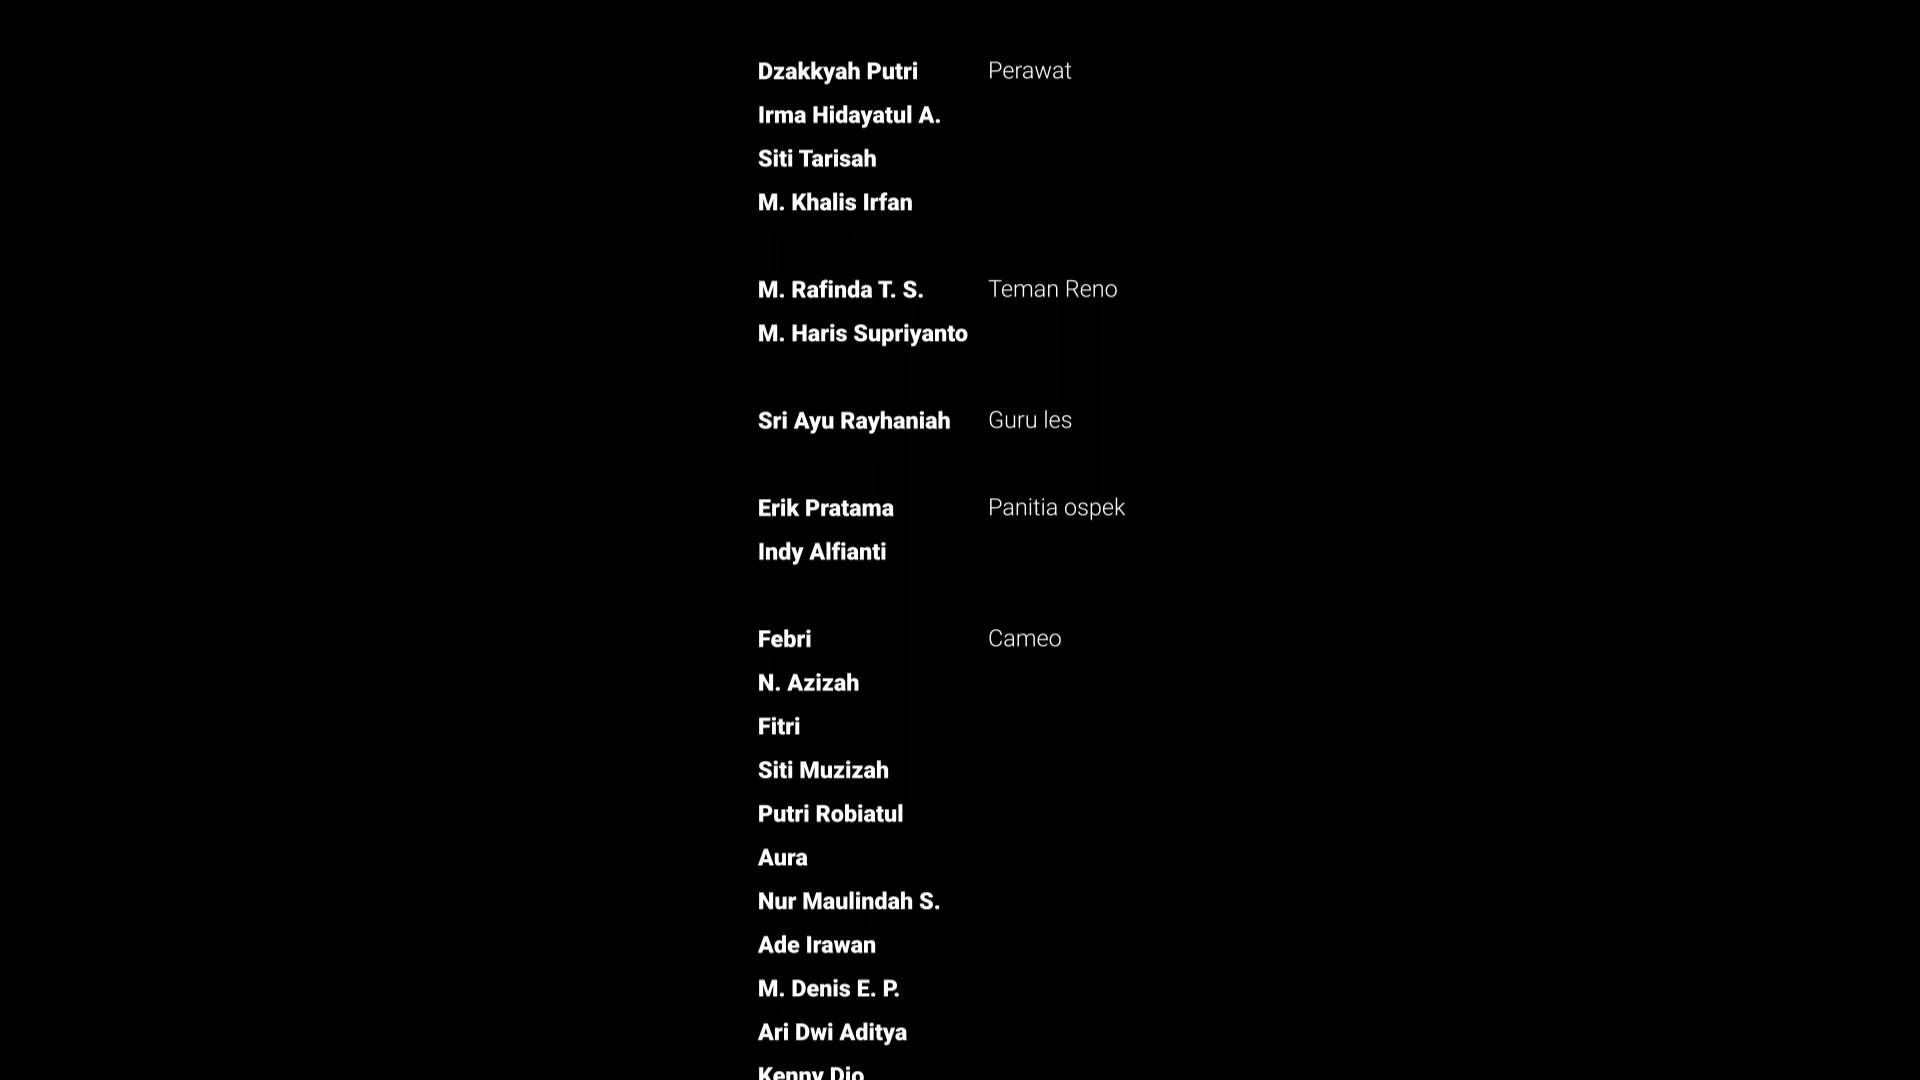 Dzakkyah Putri Perawat
Irma Hidayatul A.
Siti Tarisah
M. Khalis Irfan
M. Rafinda T. S. Teman Reno
M. Haris Supriyanto
Sri Ayu Rayhaniah Guru les
Erik Pratama Panitia ospek
Indy Alfianti
Febri Cameo
N. Azizah
Fitri
Siti Muzizah
Putri Robiatul
Aura
Nur Maulindah S.
Ade Irawan
M. Denis E. P.
Ari Dwi Aditya
Kenny Dio